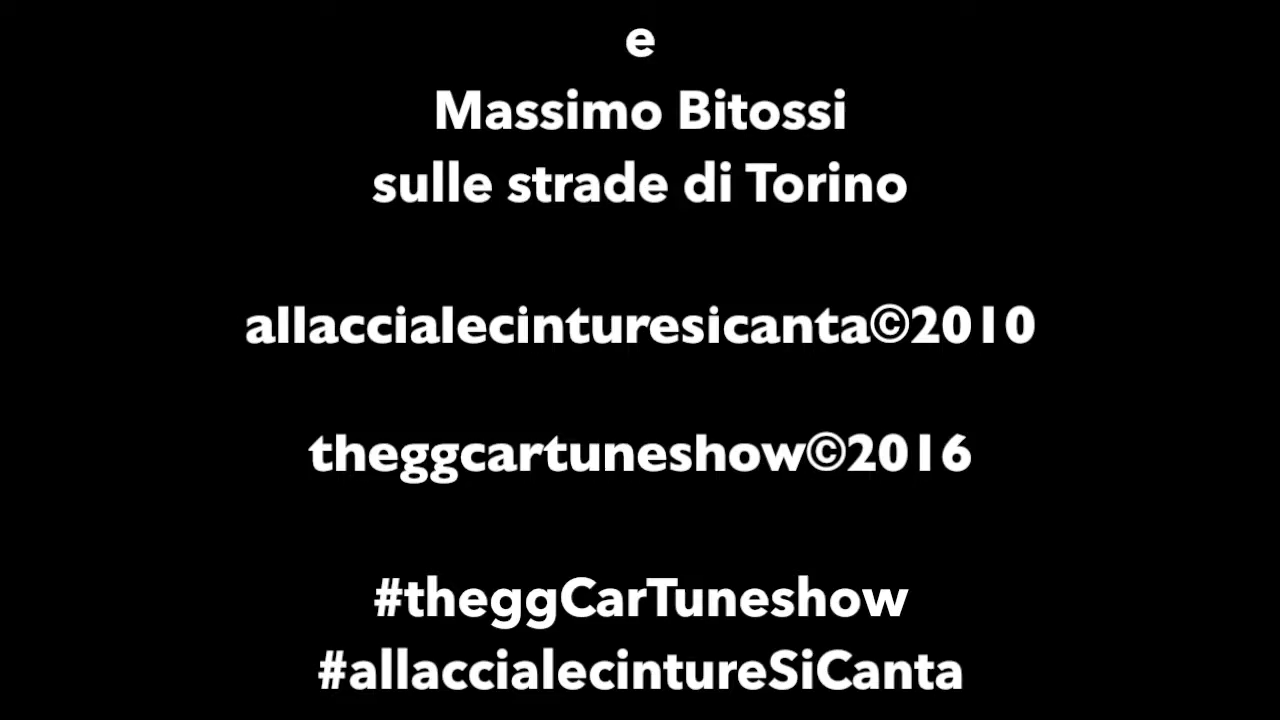 e
Massimo Bitossi
sulle strade di Torino
allaccialecinturesicanta©2010
theggcartuneshow©2016
#theggCarTuneshow
#allaccialecintureSiCanta